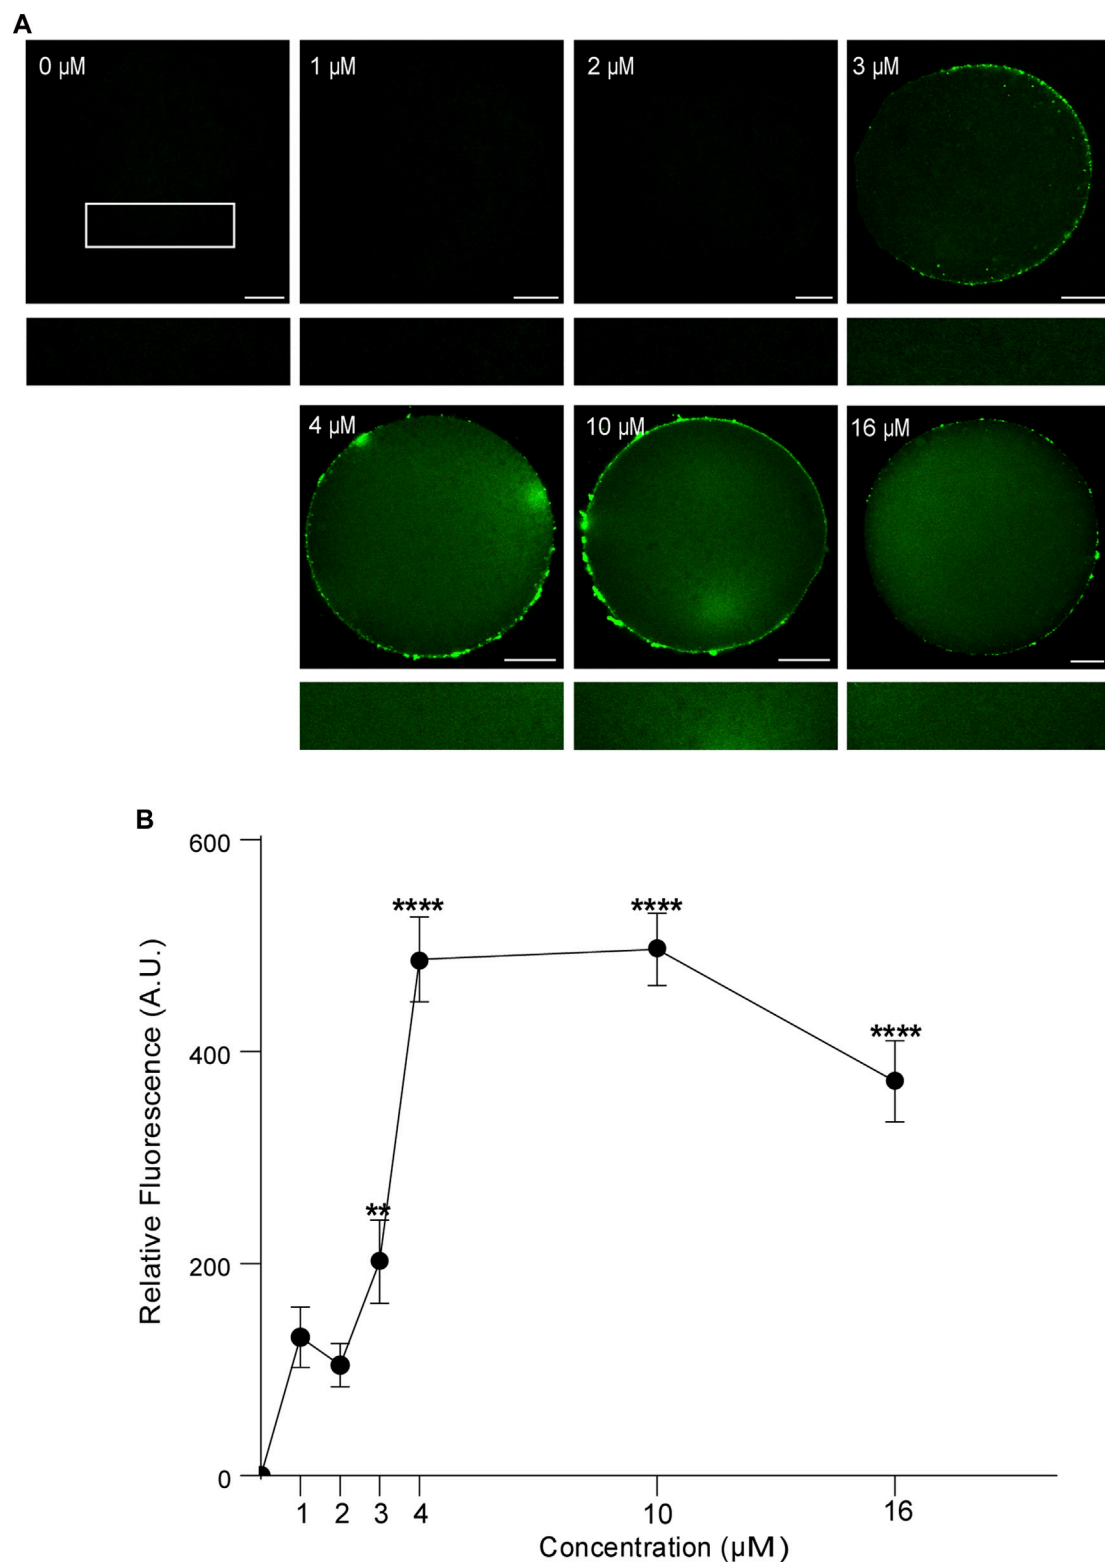 A
0 µM
1 µM
2 µM
3 µM
4 µM
10 µM
16 µM
B
600
400
200
0
Relative Fluorescence (A.U.)
****
****
****
**
1
2
3
4
10
16
Concentration (µM)